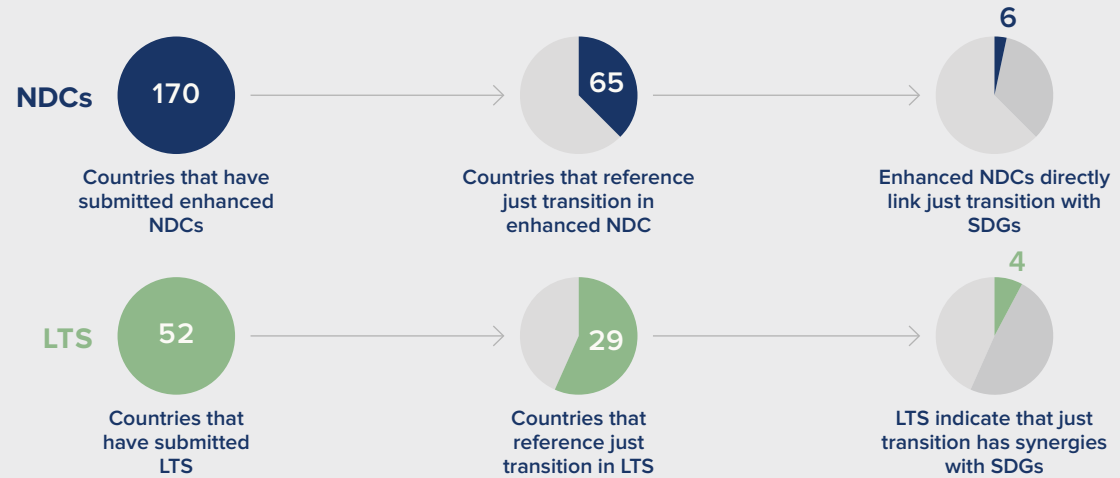 NDCs
170
Countries that have
submitted enhanced
NDCs
65
Countries that reference
just transition in
enhanced NDC
6
Enhanced NDCs directly
link just transition with
SDGs
LTS
52
Countries that
have submitted
LTS
29
Countries that
reference just
transition in LTS
4
LTS indicate that just
transition has synergies
with SDGs